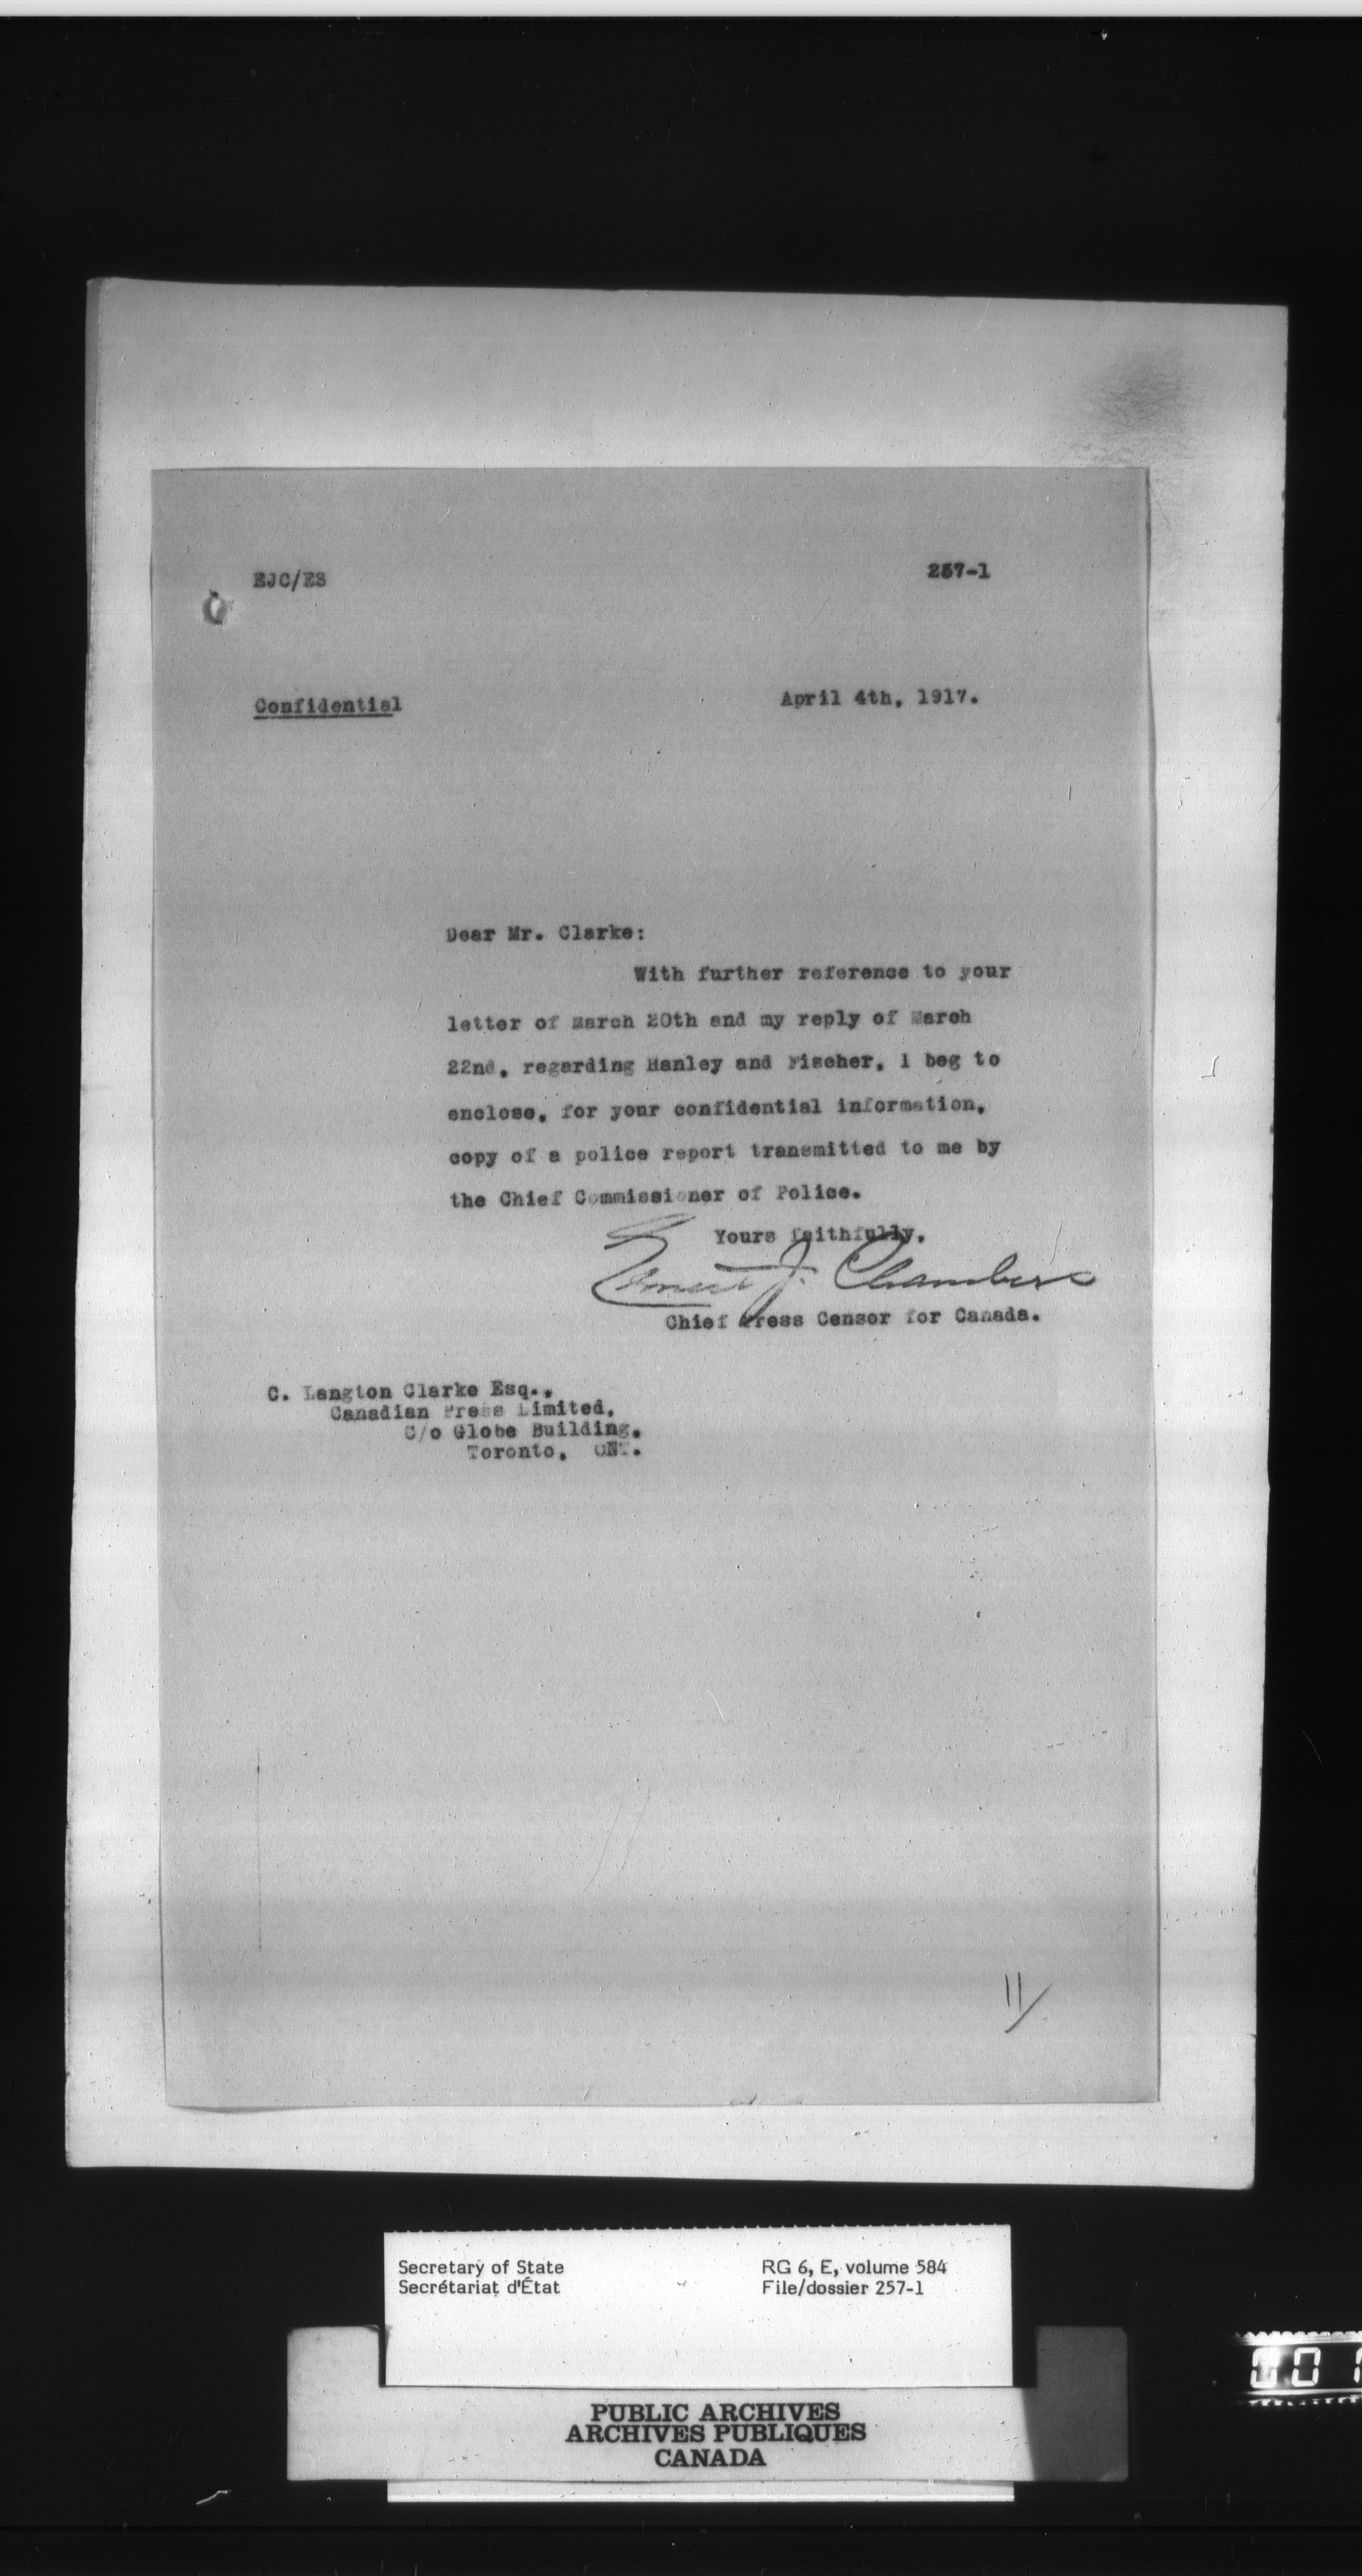 EJC/ES
257-1
Confidential
April 4th, 1917.
Dear Mr. Clarke:
With further reference to your
letter of March 20th and my reply of March
22nd, regarding Hanley and Fischer, I beg to
enclose, for your confidential information,
copy of a police report transmitted to me by
the Chief Commissioner of Police.
Yours faithfully,
Ernest J. Chambers
Chief Press Censor for Canada.
C. Langton Clarke Esq.,
Canadian Press Limited,
C/o Globe Building,
Toronto, ONT.
11/
Secretary of State
Secrétariat d'État
RG 6, E, volume 584
File/dossier 257-1
PUBLIC ARCHIVES
ARCHIVES PUBLIQUES
CANADA